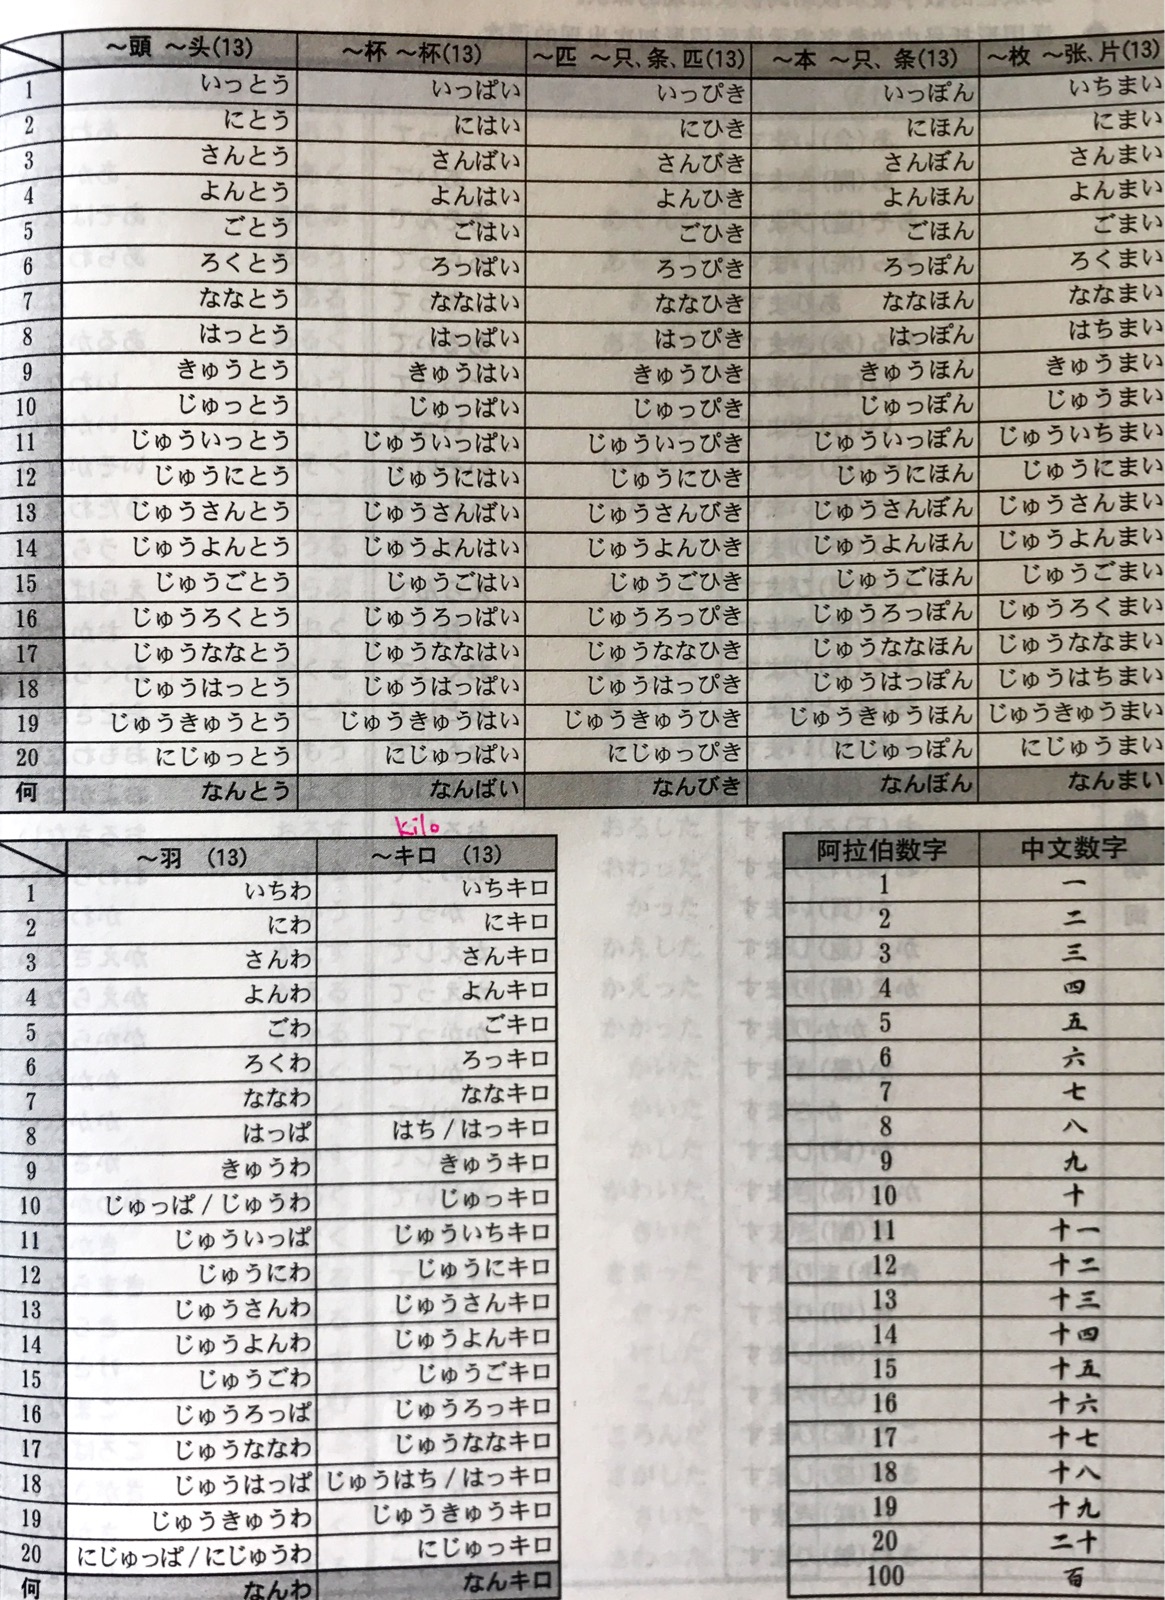 ～頭 ～头(13) ～杯 ～杯(13) ～匹 ～只、条、匹(13) ～本 ～只、条(13) ～枚 ～张、片(13)
1 いっとう いっぱい いっぴき いっぽん いちまい
2 にとう にはい にひき にほん にまい
3 さんとう さんばい さんびき さんぼん さんまい
4 よんとう よんはい よんひき よんほん よんまい
5 ごとう ごはい ごひき ごほん ごまい
6 ろくとう ろっぱい ろっぴき ろっぽん ろくまい
7 ななとう ななはい ななひき ななほん ななまい
8 はっとう はっぱい はっぴき はっぽん はちまい
9 きゅうとう きゅうはい きゅうひき きゅうほん きゅうまい
10 じゅっとう じゅっぱい じゅっぴき じゅっぽん じゅうまい
11 じゅういっとう じゅういっぱい じゅういっぴき じゅういっぽん じゅういちまい
12 じゅうにとう じゅうにはい じゅうにひき じゅうにほん じゅうにまい
13 じゅうさんとう じゅうさんばい じゅうさんびき じゅうさんぼん じゅうさんまい
14 じゅうよんとう じゅうよんはい じゅうよんひき じゅうよんほん じゅうよんまい
15 じゅうごとう じゅうごはい じゅうごひき じゅうごほん じゅうごまい
16 じゅうろくとう じゅうろっぱい じゅうろっぴき じゅうろっぽん じゅうろくまい
17 じゅうななとう じゅうななはい じゅうななひき じゅうななほん じゅうななまい
18 じゅうはっとう じゅうはっぱい じゅうはっぴき じゅうはっぽん じゅうはちまい
19 じゅうきゅうとう じゅうきゅうはい じゅうきゅうひき じゅうきゅうほん じゅうきゅうまい
20 にじゅっとう にじゅっぱい にじゅっぴき にじゅっぽん にじゅうまい
何 なんとう なんばい なんびき なんぼん なんまい
kilo
～羽 (13) ～キロ (13)
1 いちわ いちキロ
2 にわ にキロ
3 さんわ さんキロ
4 よんわ よんキロ
5 ごわ ごキロ
6 ろくわ ろっキロ
7 ななわ ななキロ
8 はっぱ はち / はっキロ
9 きゅうわ きゅうキロ
10 じゅっぱ / じゅうわ じゅっキロ
11 じゅういっぱ じゅういちキロ
12 じゅうにわ じゅうにキロ
13 じゅうさんわ じゅうさんキロ
14 じゅうよんわ じゅうよんキロ
15 じゅうごわ じゅうごキロ
16 じゅうろっぱ じゅうろっキロ
17 じゅうななわ じゅうななキロ
18 じゅうはっぱ じゅうはち / はっキロ
19 じゅうきゅうわ じゅうきゅうキロ
20 にじゅっぱ / にじゅうわ にじゅっキロ
何 なんわ なんキロ
阿拉伯数字 中文数字
1 一
2 二
3 三
4 四
5 五
6 六
7 七
8 八
9 九
10 十
11 十一
12 十二
13 十三
14 十四
15 十五
16 十六
17 十七
18 十八
19 十九
20 二十
100 百